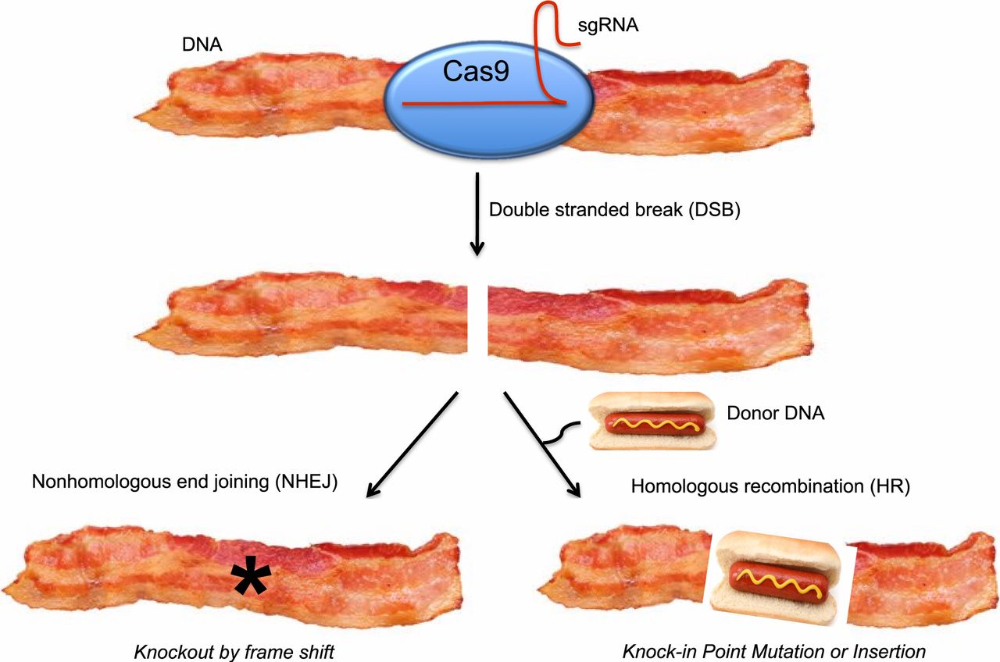 DNA
sgRNA
Cas9
Double stranded break (DSB)
Donor DNA
Nonhomologous end joining (NHEJ)
Homologous recombination (HR)
*
Knockout by frame shift
Knock-in Point Mutation or Insertion